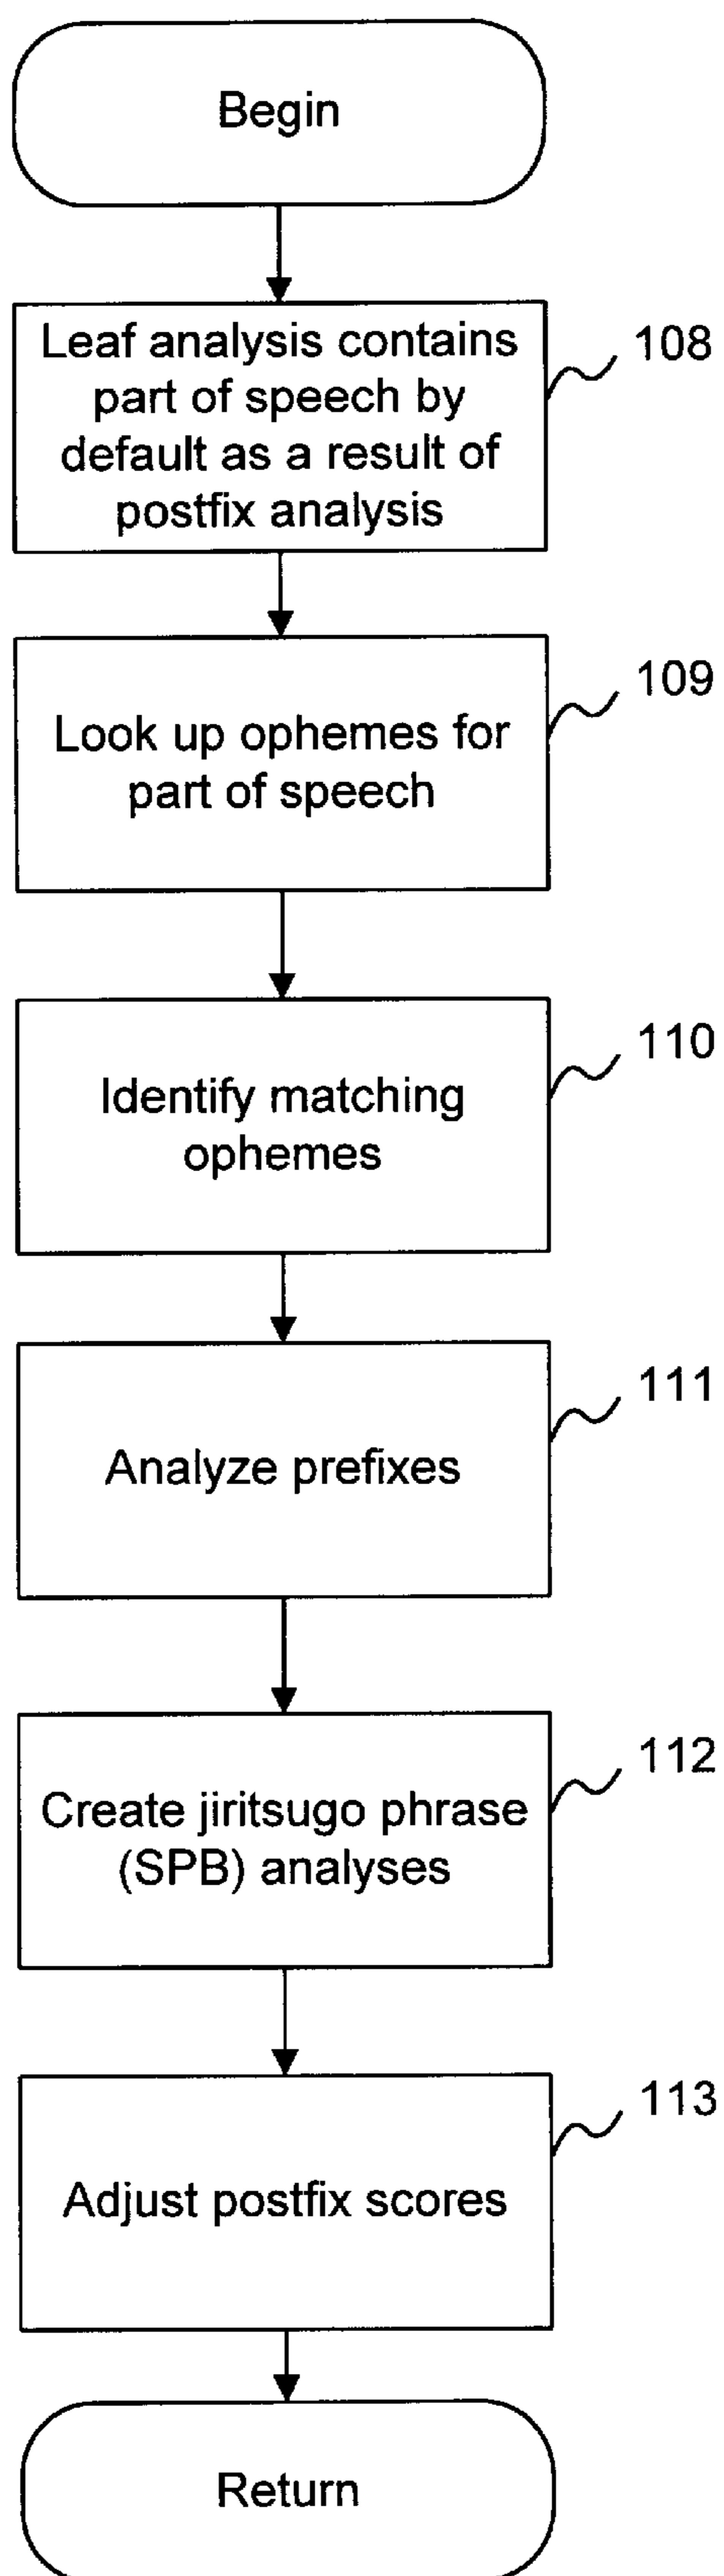 Begin
Leaf analysis contains
part of speech by
default as a result of
postfix analysis
108
Look up ophemes for
part of speech
109
Identify matching
ophemes
110
Analyze prefixes
111
Create jiritsugo phrase
(SPB) analyses
112
Adjust postfix scores
113
Return